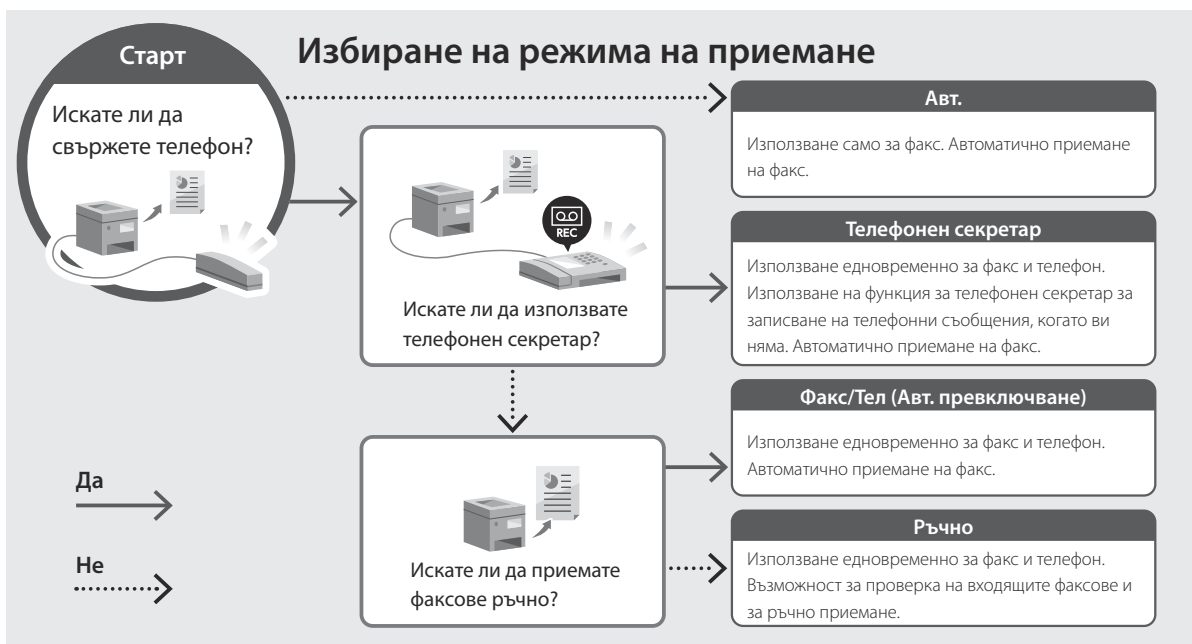 Избиране на режима на приемане
Старт
Искате ли да
свържете телефон?
REC
Искате ли да използвате
телефонен секретар?
Искате ли да приемате
факсове ръчно?
Авт.
Използване само за факс. Автоматично приемане
на факс.
Телефонен секретар
Използване едновременно за факс и телефон.
Използване на функция за телефонен секретар за
записване на телефонни съобщения, когато ви
няма. Автоматично приемане на факс.
Факс/Тел (Авт. превключване)
Използване едновременно за факс и телефон.
Автоматично приемане на факс.
Ръчно
Използване едновременно за факс и телефон.
Възможност за проверка на входящите факсове и
за ръчно приемане.
Да
Не